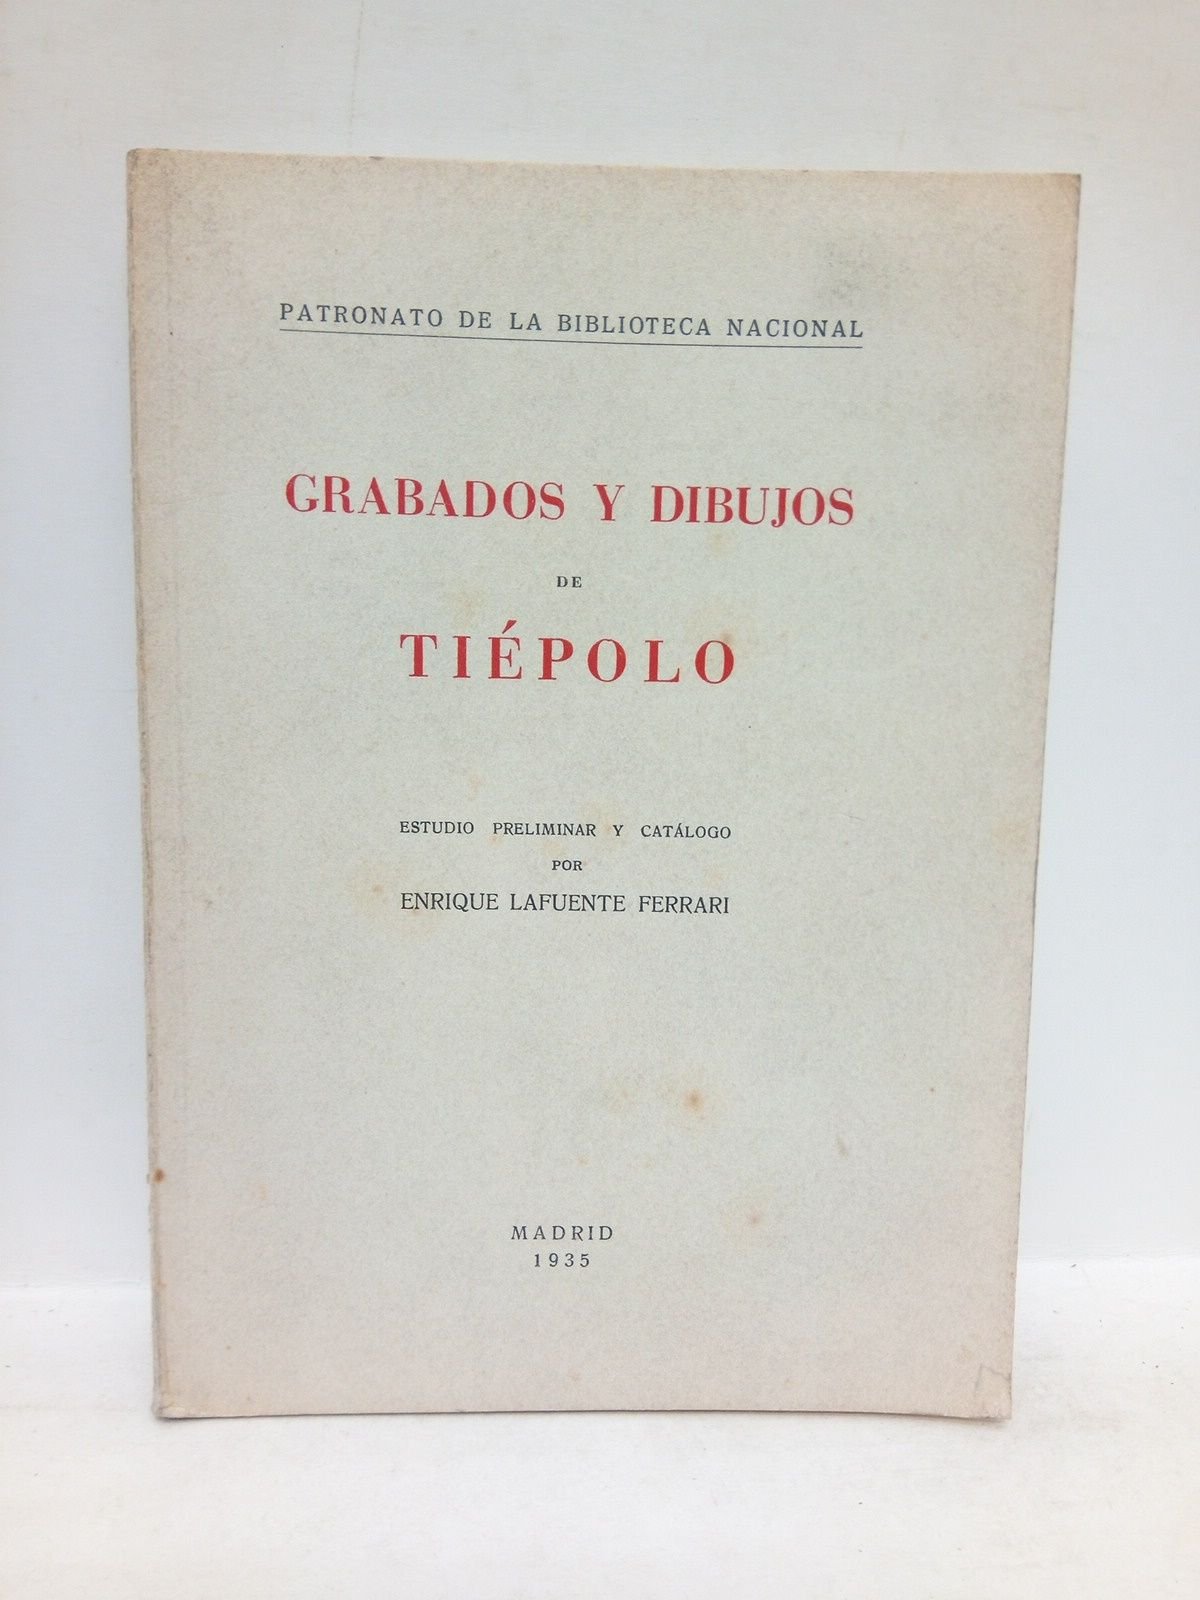 PATRONATO DE LA BIBLIOTECA NACIONAL
GRABADOS Y DIBUJOS
DE
TIÉPOLO
ESTUDIO PRELIMINAR Y CATÁLOGO
POR
ENRIQUE LAFUENTE FERRARI
MADRID
1935